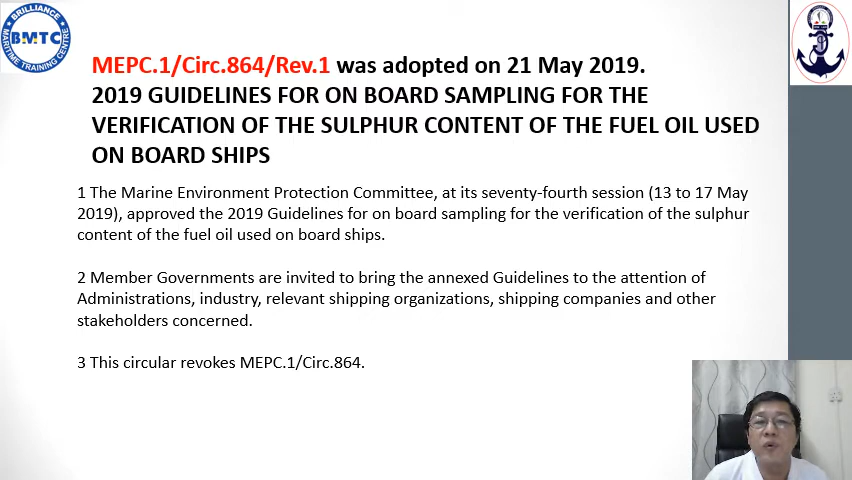 BRILLIANCE
BMTC
MARITIME TRAINING CENTRE
MEPC.1/Circ.864/Rev.1 was adopted on 21 May 2019.
2019 GUIDELINES FOR ON BOARD SAMPLING FOR THE
VERIFICATION OF THE SULPHUR CONTENT OF THE FUEL OIL USED
ON BOARD SHIPS
1 The Marine Environment Protection Committee, at its seventy-fourth session (13 to 17 May
2019), approved the 2019 Guidelines for on board sampling for the verification of the sulphur
content of the fuel oil used on board ships.
2 Member Governments are invited to bring the annexed Guidelines to the attention of
Administrations, industry, relevant shipping organizations, shipping companies and other
stakeholders concerned.
3 This circular revokes MEPC.1/Circ.864.